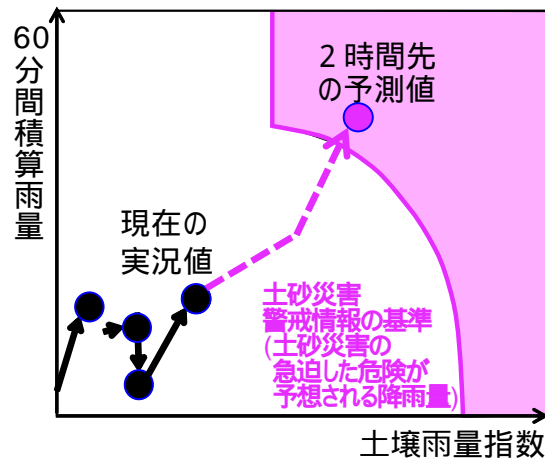 60分間積算雨量
2時間先
の予測値
現在の
実況値
土砂災害
警戒情報の基準
(土砂災害の
急迫した危険が
予想される降雨量)
土壌雨量指数